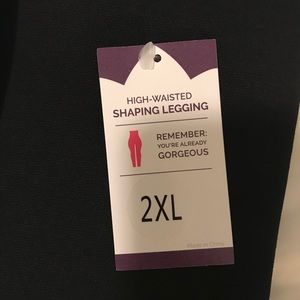 HIGH-WAISTED
SHAPING LEGGING
REMEMBER:
YOU'RE ALREADY
GORGEOUS
2XL
Made in China